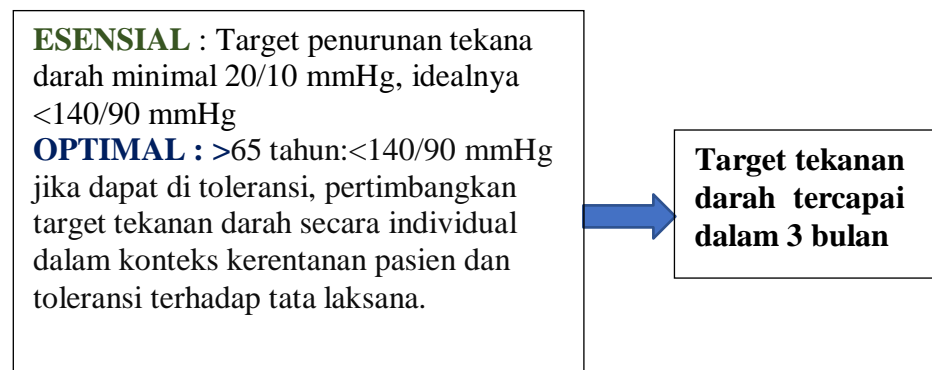 ESENSIAL : Target penurunan tekana
darah minimal 20/10 mmHg, idealnya
<140/90 mmHg
OPTIMAL : >65 tahun:<140/90 mmHg
jika dapat di toleransi, pertimbangkan
target tekanan darah secara individual
dalam konteks kerentanan pasien dan
toleransi terhadap tata laksana.
Target tekanan
darah tercapai
dalam 3 bulan